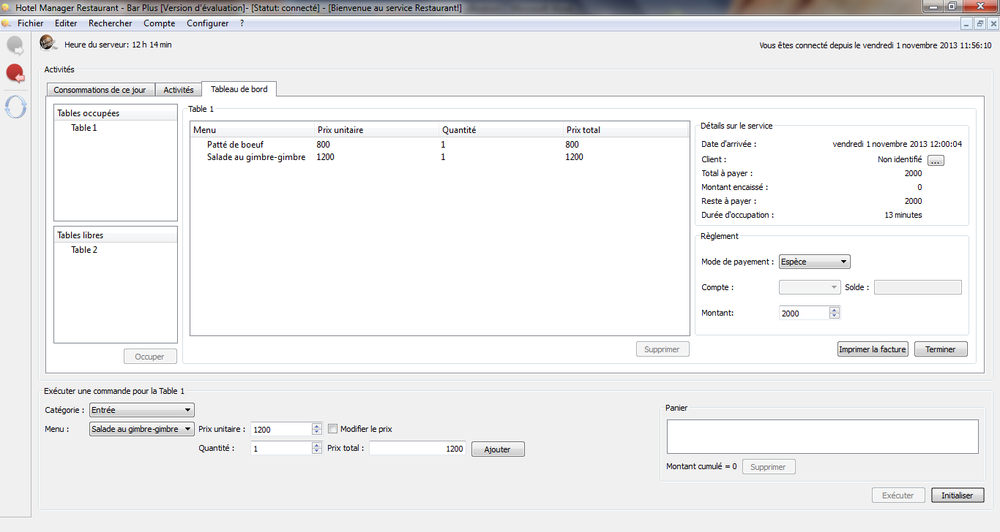 Hotel Manager Restaurant - Bar Plus [Version d'évaluation]- [Statut: connecté] - [Bienvenue au service Restaurant!]
Fichier Editer Rechercher Compte Configurer ?
Heure du serveur: 12 h 14 min
Vous êtes connecté depuis le vendredi 1 novembre 2013 11:56:10
Activités
Consommations de ce jour Activités Tableau de bord
Tables occupées
Table 1
Tables libres
Table 2
Occuper
Table 1
Menu Prix unitaire Quantité Prix total
Patté de boeuf 800 1 800
Salade au gimbre-gimbre 1200 1 1200
Supprimer
Détails sur le service
Date d'arrivée : vendredi 1 novembre 2013 12:00:04
Client : Non identifié ...
Total à payer : 2000
Montant encaissé : 0
Reste à payer : 2000
Durée d'occupation : 13 minutes
Règlement
Mode de payement : Espèce
Compte : Solde :
Montant: 2000
Imprimer la facture Terminer
Exécuter une commande pour la Table 1
Catégorie : Entrée
Menu : Salade au gimbre-gimbre Prix unitaire : 1200 Modifier le prix
Quantité : 1 Prix total : 1200 Ajouter
Panier
Montant cumulé = 0 Supprimer
Exécuter Initialiser